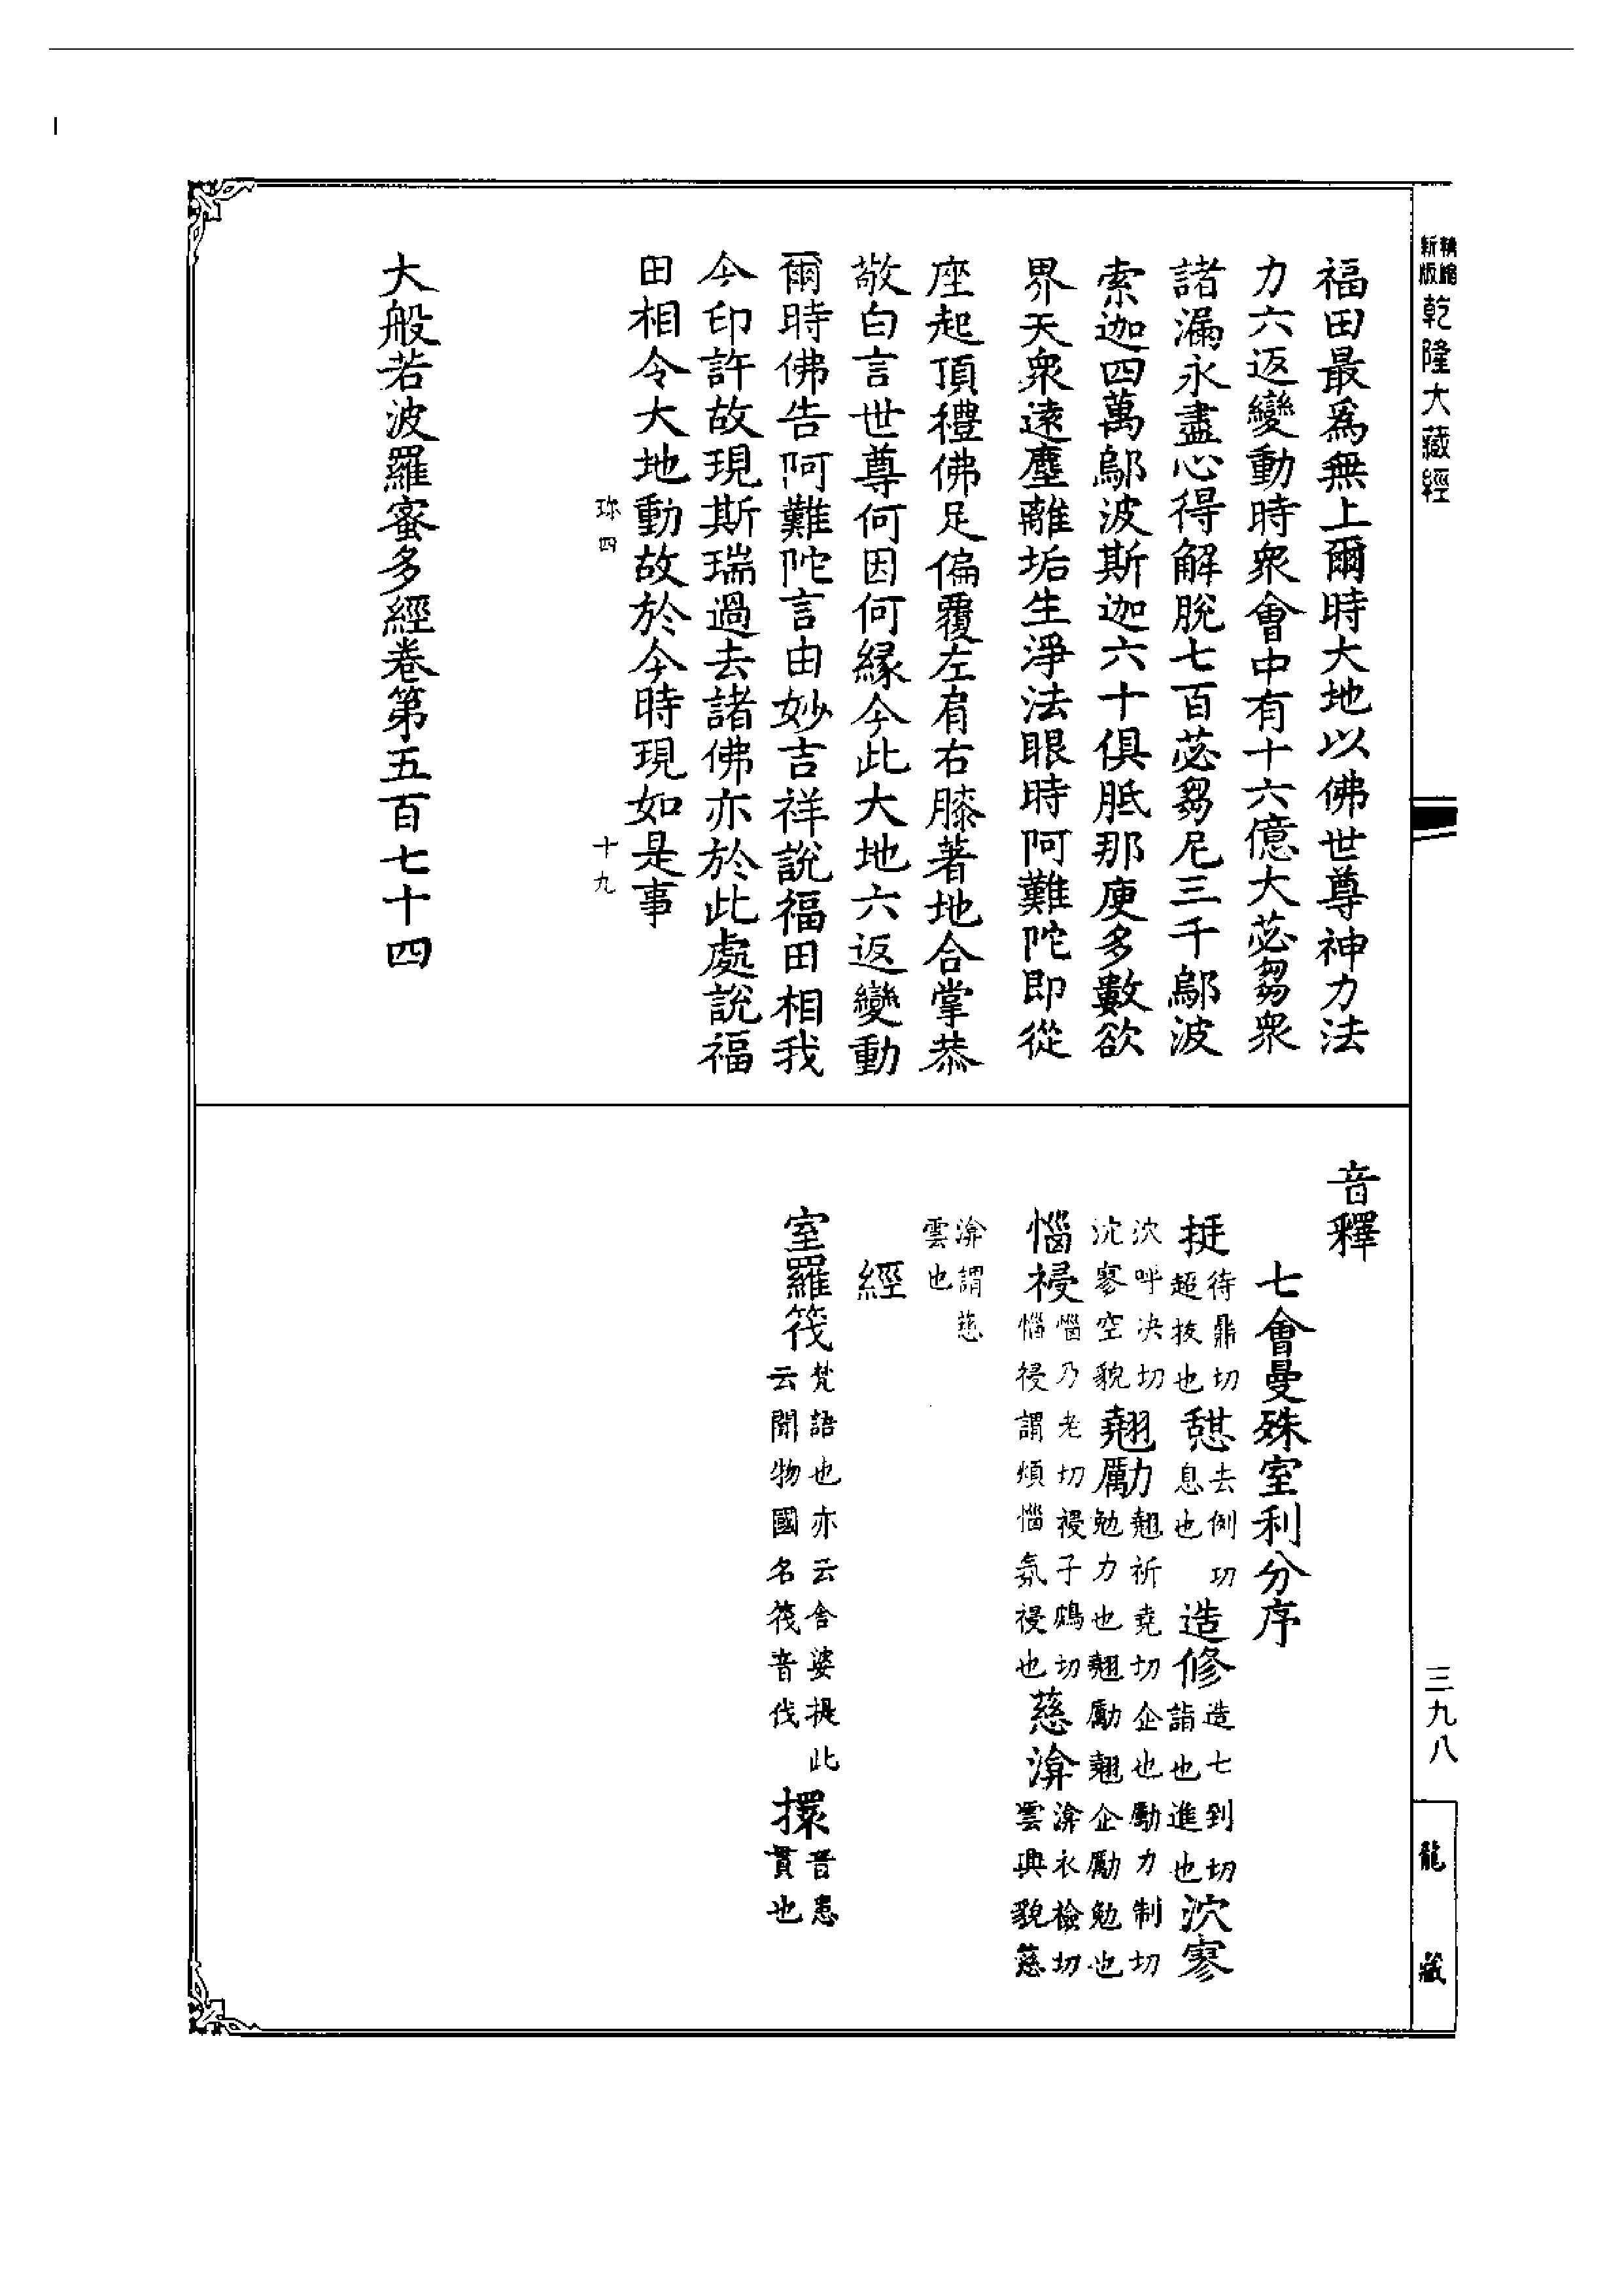 新版
精縮
乾隆大藏經
福田最爲無上爾時大地以佛世尊神力法
力六返變動時衆會中有十六億大苾芻衆
諸漏永盡心得解脫七百苾芻尼三千鄔波
索迦四萬鄔波斯迦六十俱胝那庾多數欲
界天衆遠塵離垢生淨法眼時阿難陀即從
座起頂禮佛足偏覆左肩右膝著地合掌恭
敬白言世尊何因何縁今此大地六返變動
爾時佛告阿難陀言由妙吉祥說福田相我
今印許故現斯瑞過去諸佛亦於此處說福
田相令大地動故於今時現如是事
珎四
十九
大般若波羅蜜多經卷第五百七十四
音釋
七會曼殊室利分序
挺待鼎切超拔也憇去例切息也造修造七到切詣也進也泬寥
泬呼決切泬寥空貌翹勵翹祈堯切企也勵力制切勉力也翹勵翹企勵勉也
惱祲惱乃老切祲子鴆切惱祲謂煩惱氛祲也慈渰渰衣檢切雲興貌慈
渰謂慈雲也
經
室羅筏梵語也亦云舍婆提此云聞物國名筏音伐擐音患貫也
三九八
龍藏